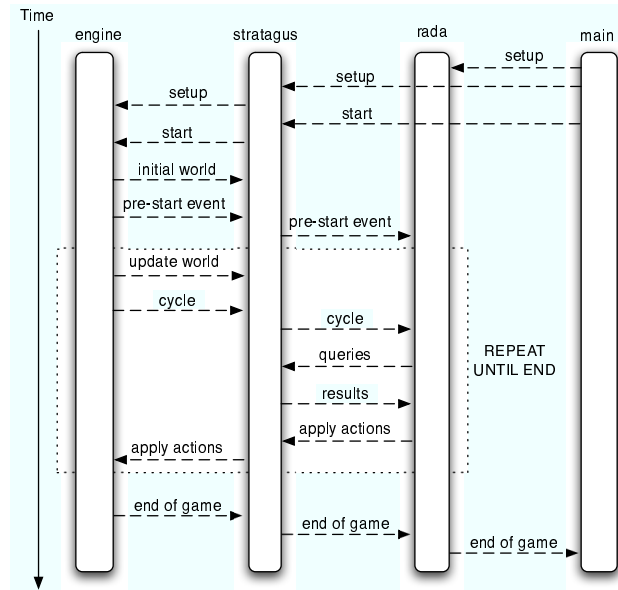 Time
engine
stratagus
rada
main
setup
setup
setup
start
start
initial world
pre-start event
pre-start event
update world
cycle
cycle
queries
REPEAT
UNTIL END
results
apply actions
apply actions
end of game
end of game
end of game